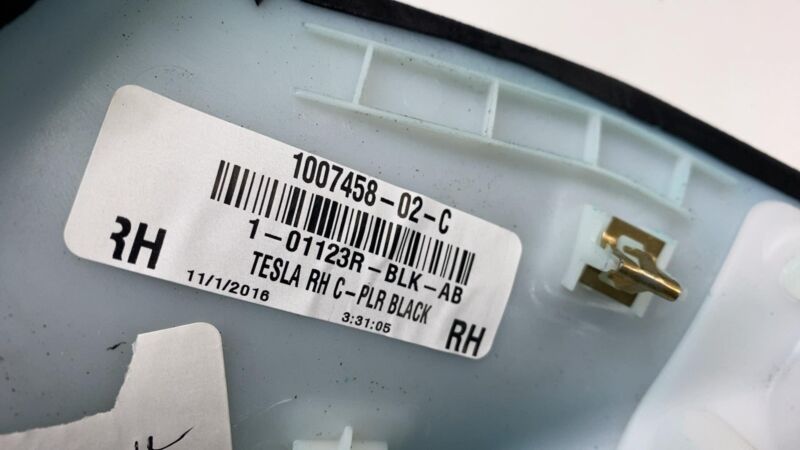 1007458-02-C
1-01123R-BLK-AB
TESLA RH C-PLR BLACK
RH
11/1/2016
3:31:05
RH